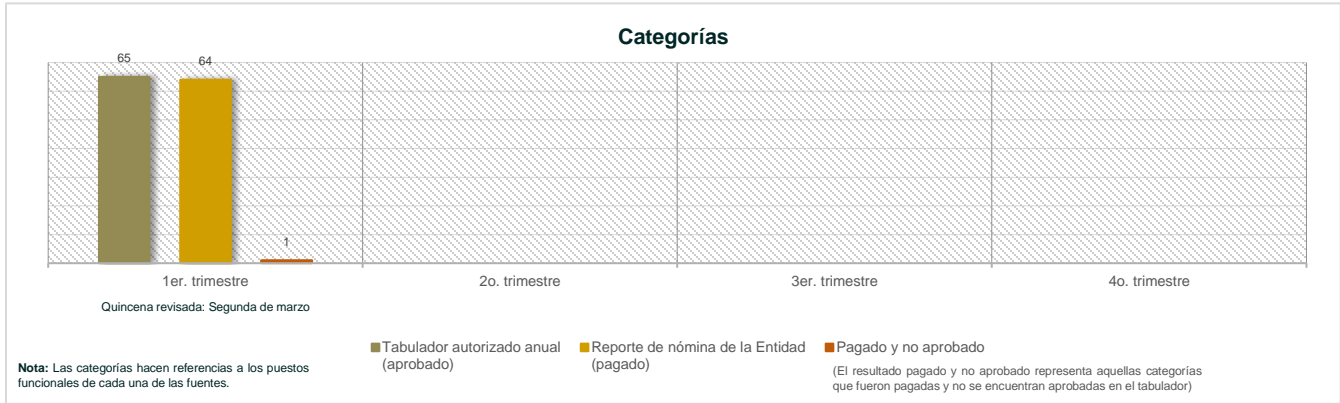 Categorías
65
64
1
1er. trimestre
2o. trimestre
3er. trimestre
4o. trimestre
Quincena revisada: Segunda de marzo
Tabulador autorizado anual
(aprobado)
Reporte de nómina de la Entidad
(pagado)
Pagado y no aprobado
(El resultado pagado y no aprobado representa aquellas categorías
que fueron pagadas y no se encuentran aprobadas en el tabulador)
Nota: Las categorías hacen referencias a los puestos
funcionales de cada una de las fuentes.